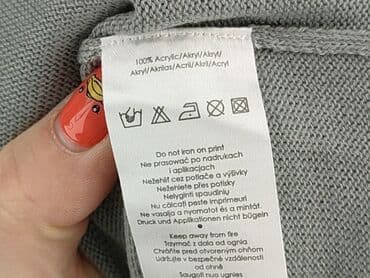 100% Acrylic/Akryl/Akryl/
Akryl/Akrilas/Acril/Akril/Acryl
Do not iron on print
Nie prasować po nadrukach
i aplikacjach
Nežehlit cez potlače a výšivky
Nežehlete přes potisky
Nelyginti spaudinių
Nu călcați peste imprimeuri
Ne vasalja a nyomatot és a mintát.
Druck und Applikationen nicht bügeln
Keep away from fire
Trzymać z dala od ognia
Chráňte pred otvoreným ohňom
Udržujte v bezpečné vzdálenosti
od ohně
Saugoti nuo ugnies